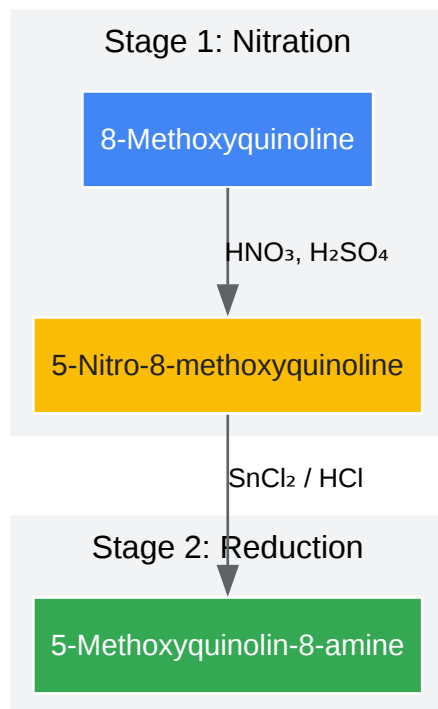 Stage 1: Nitration
8-Methoxyquinoline
HNO₃, H₂SO₄
5-Nitro-8-methoxyquinoline
SnCl₂ / HCl
Stage 2: Reduction
5-Methoxyquinolin-8-amine